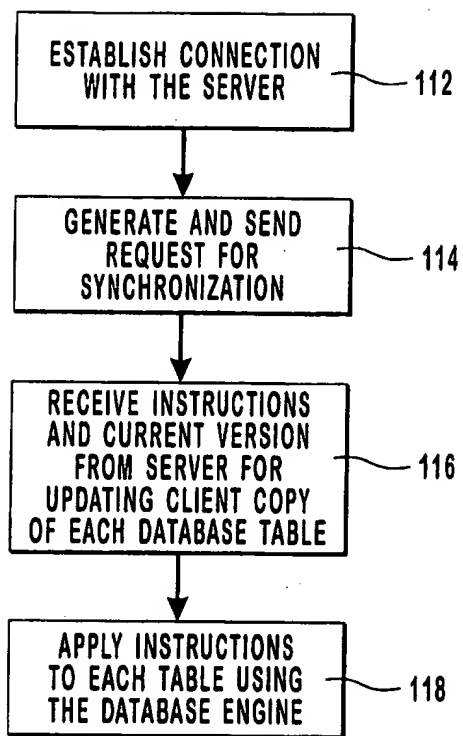 ESTABLISH CONNECTION
WITH THE SERVER
112
GENERATE AND SEND
REQUEST FOR
SYNCHRONIZATION
114
RECEIVE INSTRUCTIONS
AND CURRENT VERSION
FROM SERVER FOR
UPDATING CLIENT COPY
OF EACH DATABASE TABLE
116
APPLY INSTRUCTIONS
TO EACH TABLE USING
THE DATABASE ENGINE
118